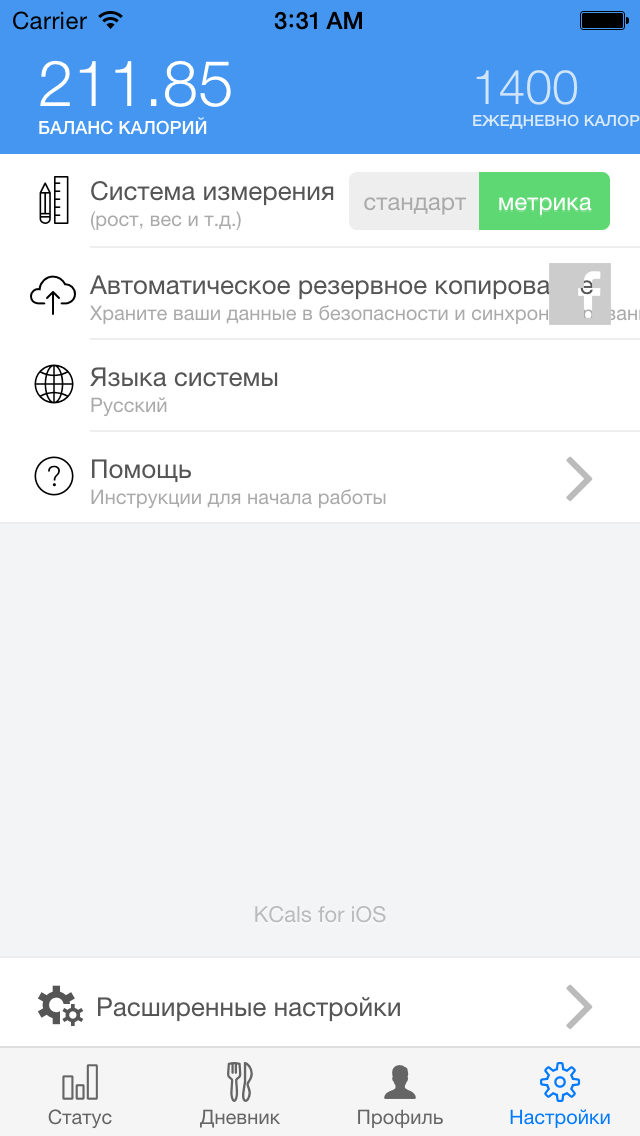 Carrier 3:31 AM
211.85 1400
БАЛАНС КАЛОРИЙ ЕЖЕДНЕВНО КАЛОР
Система измерения стандарт метрика
(рост, вес и т.д.)
Автоматическое резервное
Храните ваши данные в безопасности и
Языка системы
Русский
? Помощь
Инструкции для начала работы
KCals for iOS
Расширенные настройки
Статус Дневник Профиль Настройки